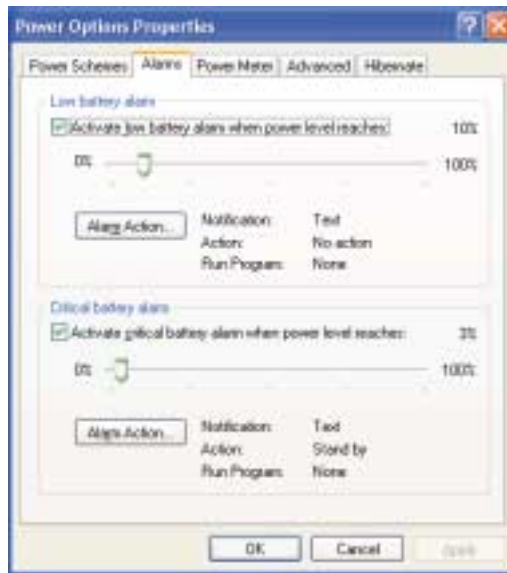 Power Options Properties
Power Schemes Alarms Power Meter Advanced Hibernate
Low battery alarm
Activate low battery alarm when power level reaches: 10%
0% 100%
Alarm Action... Notification: Text
Action: No action
Run Program: None
Critical battery alarm
Activate critical battery alarm when power level reaches: 3%
0% 100%
Alarm Action... Notification: Text
Action: Stand by
Run Program: None
OK Cancel Apply